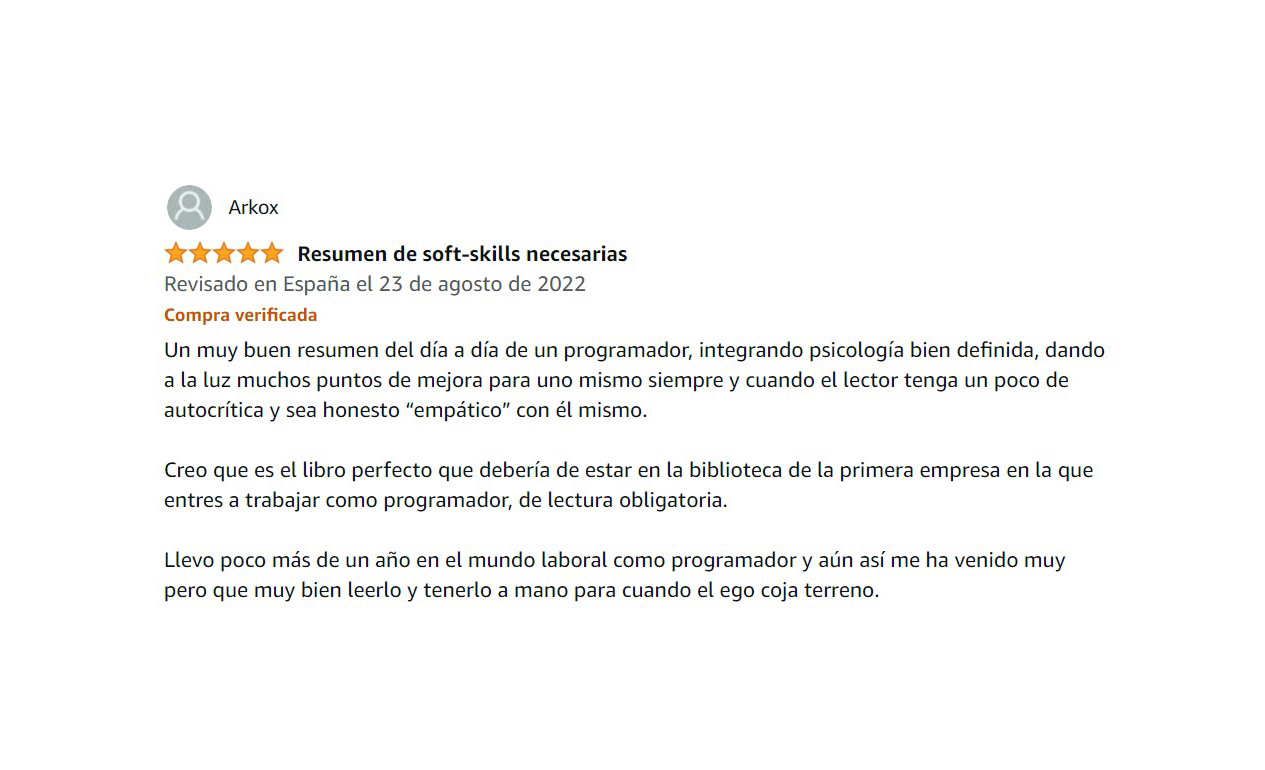 Arkox
Resumen de soft-skills necesarias
Revisado en España el 23 de agosto de 2022
Compra verificada
Un muy buen resumen del día a día de un programador, integrando psicología bien definida, dando
a la luz muchos puntos de mejora para uno mismo siempre y cuando el lector tenga un poco de
autocrítica y sea honesto “empático” con él mismo.
Creo que es el libro perfecto que debería de estar en la biblioteca de la primera empresa en la que
entres a trabajar como programador, de lectura obligatoria.
Llevo poco más de un año en el mundo laboral como programador y aún así me ha venido muy
pero que muy bien leerlo y tenerlo a mano para cuando el ego coja terreno.